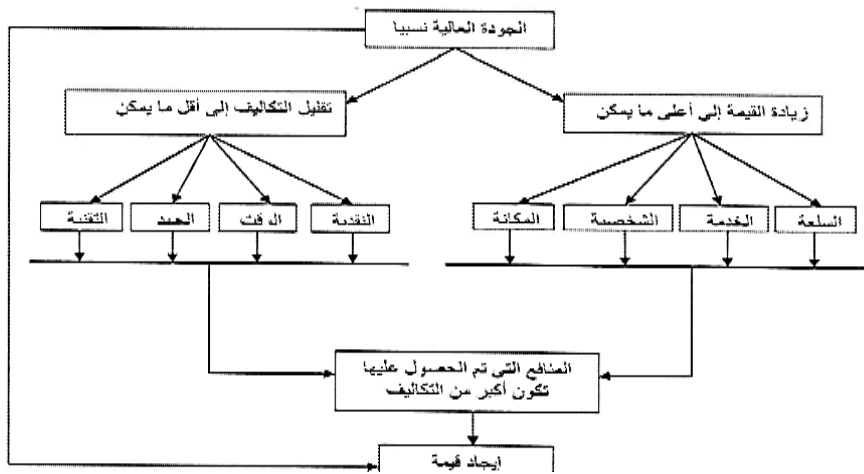 الجودة العالية نسبيا
زيادة القيمة إلى أعلى ما يمكن
تقليل التكاليف إلى أقل ما يمكن
السلعة
الخدمة
الشخصية
المكانة
النقدية
الوقت
الجهد
التقنية
المنافع التي تم الحصول عليها
تكون أكبر من التكاليف
إيجاد قيمة